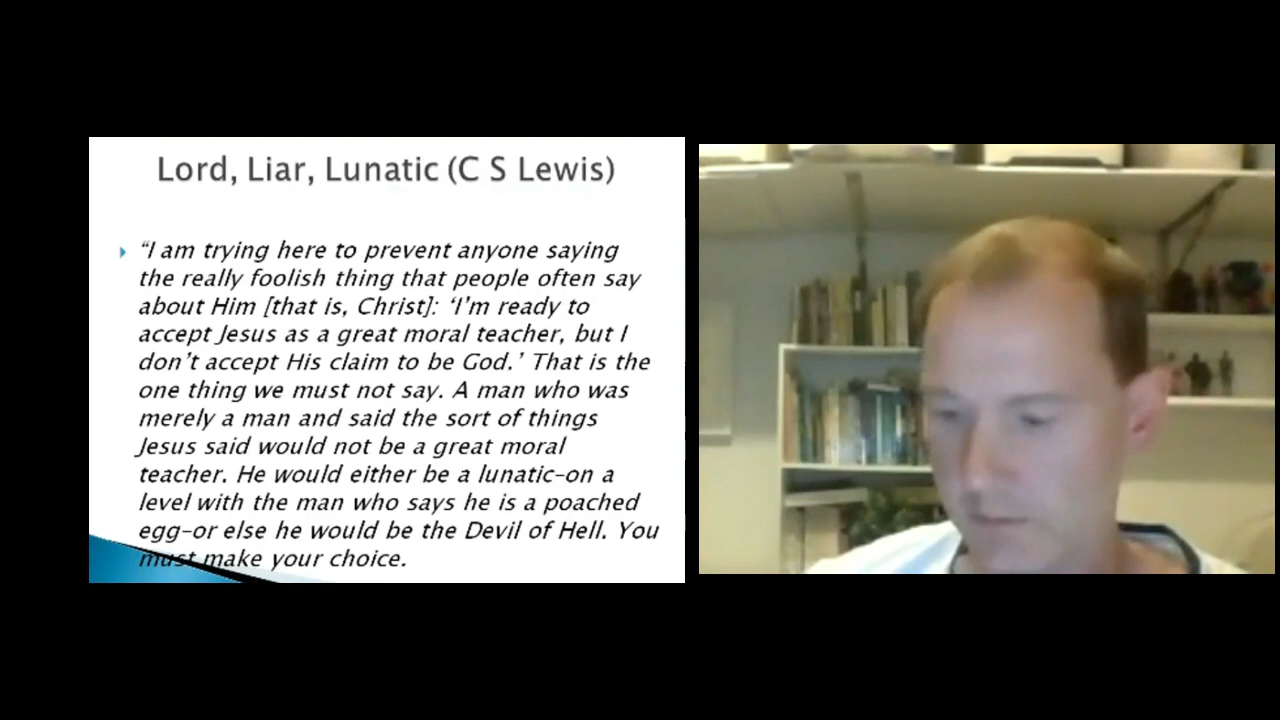 Lord, Liar, Lunatic (C S Lewis)
“I am trying here to prevent anyone saying
the really foolish thing that people often say
about Him [that is, Christ]: ‘I’m ready to
accept Jesus as a great moral teacher, but I
don’t accept His claim to be God.’ That is the
one thing we must not say. A man who was
merely a man and said the sort of things
Jesus said would not be a great moral
teacher. He would either be a lunatic–on a
level with the man who says he is a poached
egg–or else he would be the Devil of Hell. You
must make your choice.